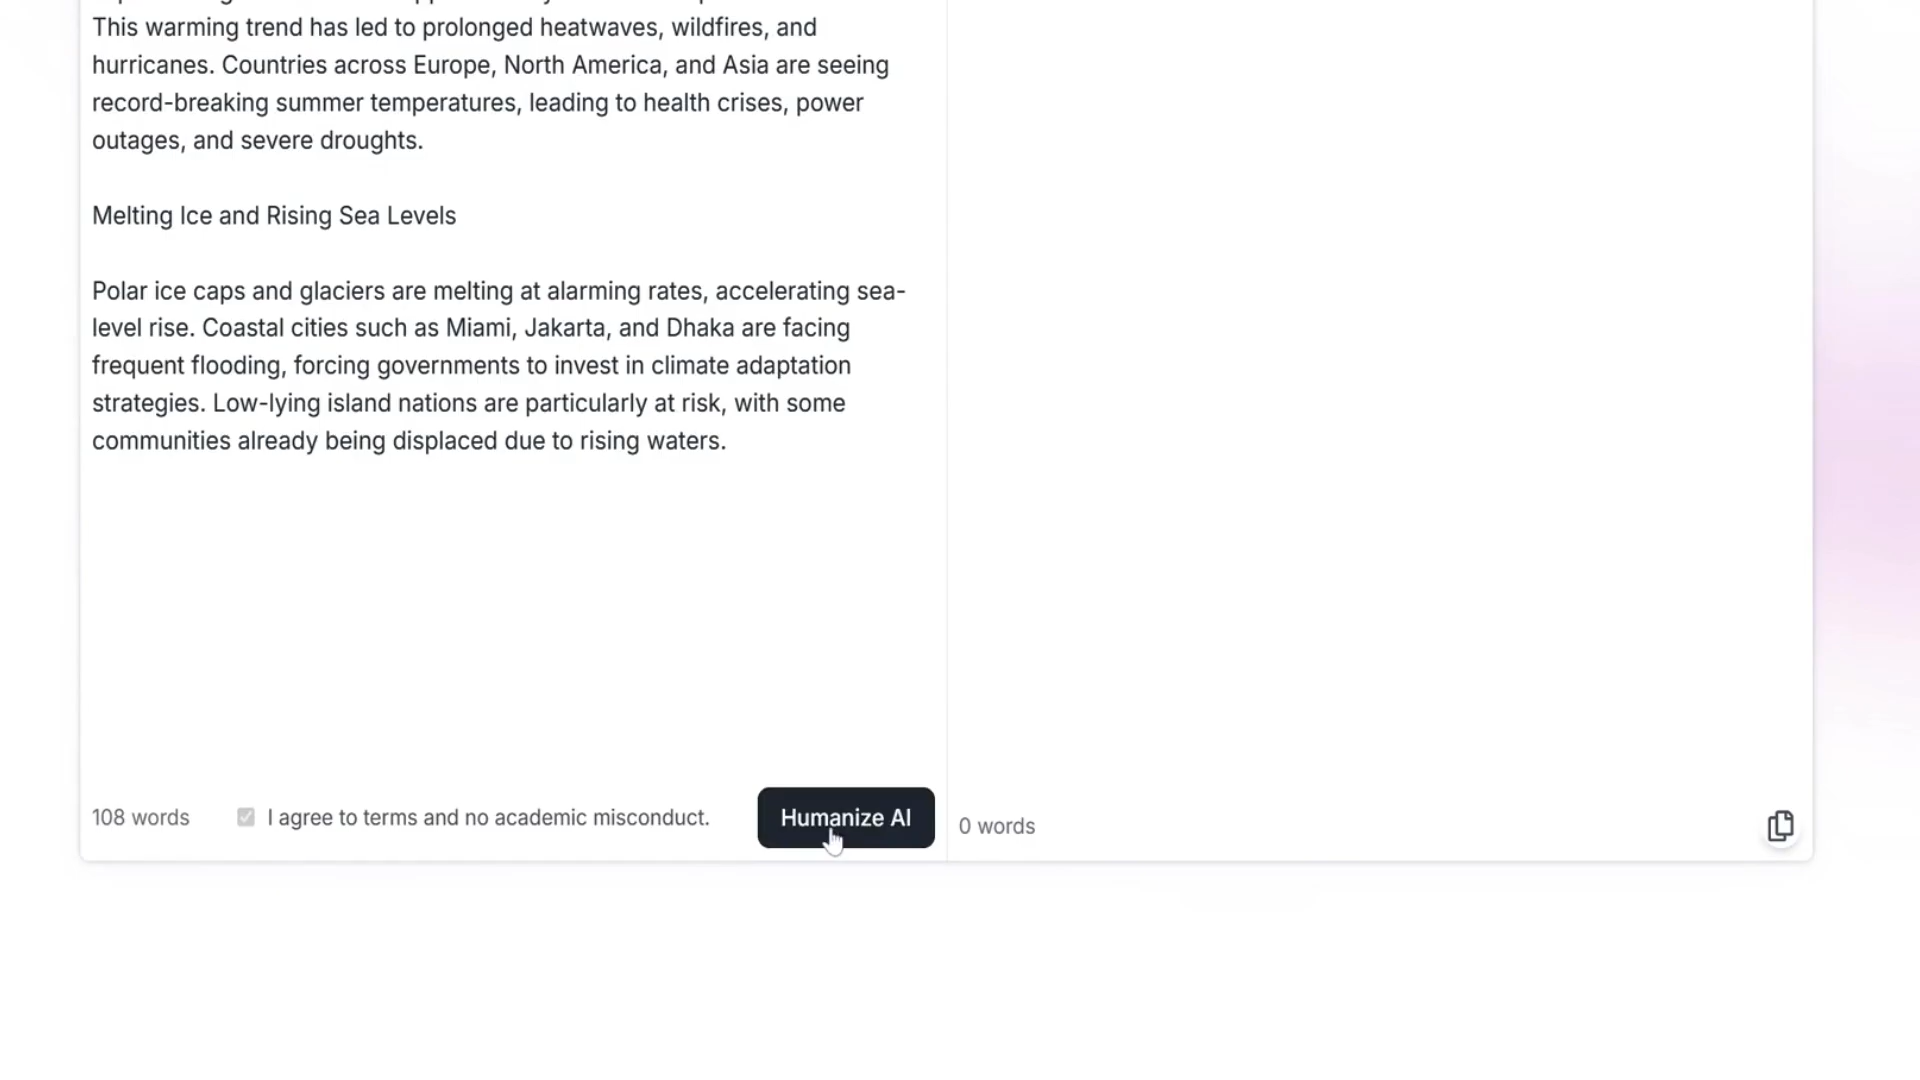 This warming trend has led to prolonged heatwaves, wildfires, and
hurricanes. Countries across Europe, North America, and Asia are seeing
record-breaking summer temperatures, leading to health crises, power
outages, and severe droughts.
Melting Ice and Rising Sea Levels
Polar ice caps and glaciers are melting at alarming rates, accelerating sea-
level rise. Coastal cities such as Miami, Jakarta, and Dhaka are facing
frequent flooding, forcing governments to invest in climate adaptation
strategies. Low-lying island nations are particularly at risk, with some
communities already being displaced due to rising waters.
108 words
I agree to terms and no academic misconduct.
Humanize AI
0 words